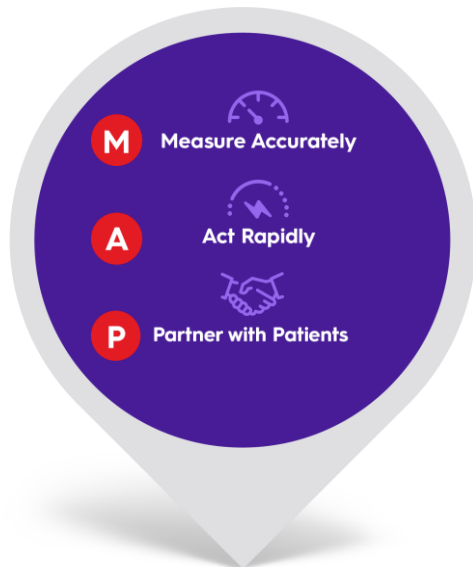 M Measure Accurately
A Act Rapidly
P Partner with Patients